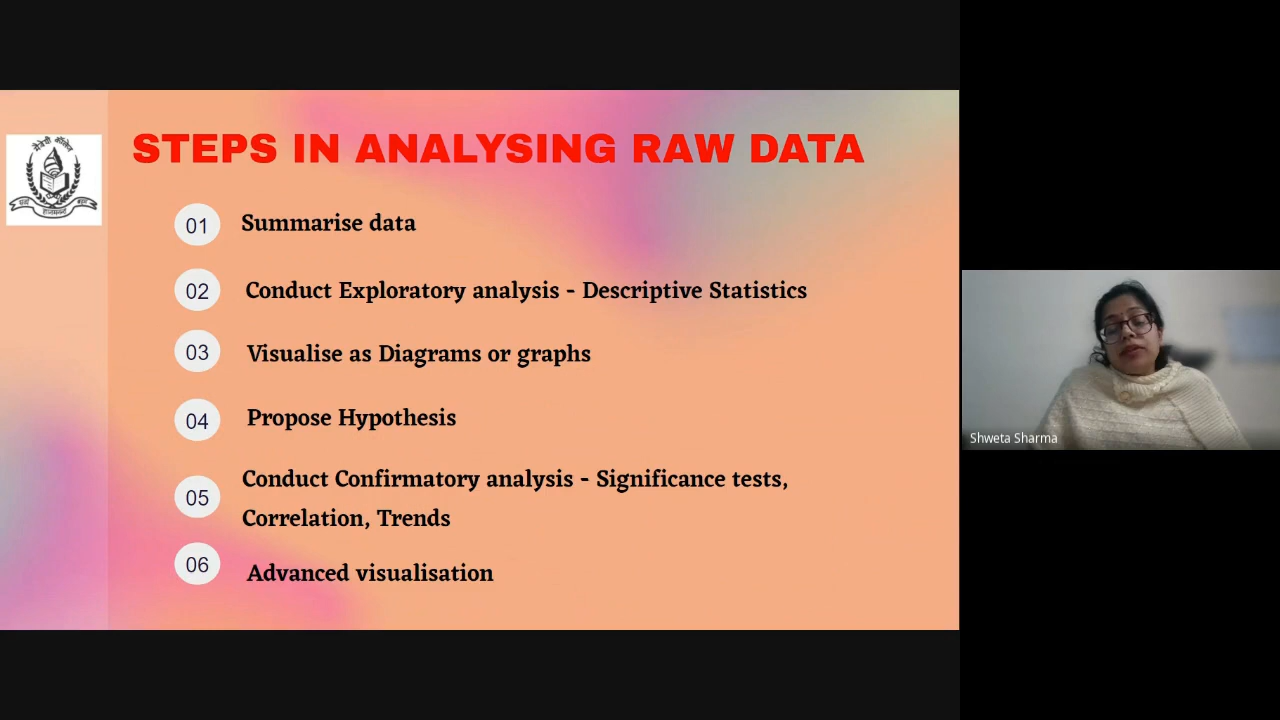 मैत्रेयी कॉलेज
STEPS IN ANALYSING RAW DATA
01 Summarise data
02 Conduct Exploratory analysis - Descriptive Statistics
03 Visualise as Diagrams or graphs
04 Propose Hypothesis
05 Conduct Confirmatory analysis - Significance tests,
Correlation, Trends
06 Advanced visualisation
Shweta Sharma